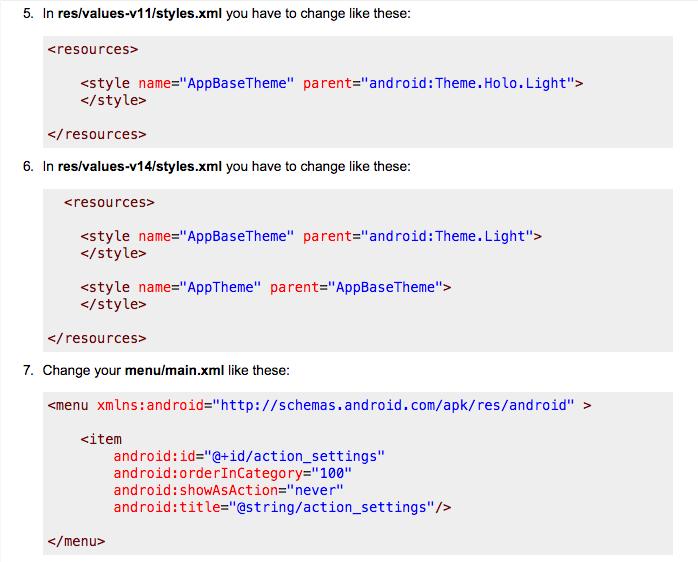 5. In res/values-v11/styles.xml you have to change like these:
<resources>
<style name="AppBaseTheme" parent="android:Theme.Holo.Light">
</style>
</resources>
6. In res/values-v14/styles.xml you have to change like these:
<resources>
<style name="AppBaseTheme" parent="android:Theme.Light">
</style>
<style name="AppTheme" parent="AppBaseTheme">
</style>
</resources>
7. Change your menu/main.xml like these:
<menu xmlns:android="http://schemas.android.com/apk/res/android" >
<item
android:id="@+id/action_settings"
android:orderInCategory="100"
android:showAsAction="never"
android:title="@string/action_settings"/>
</menu>